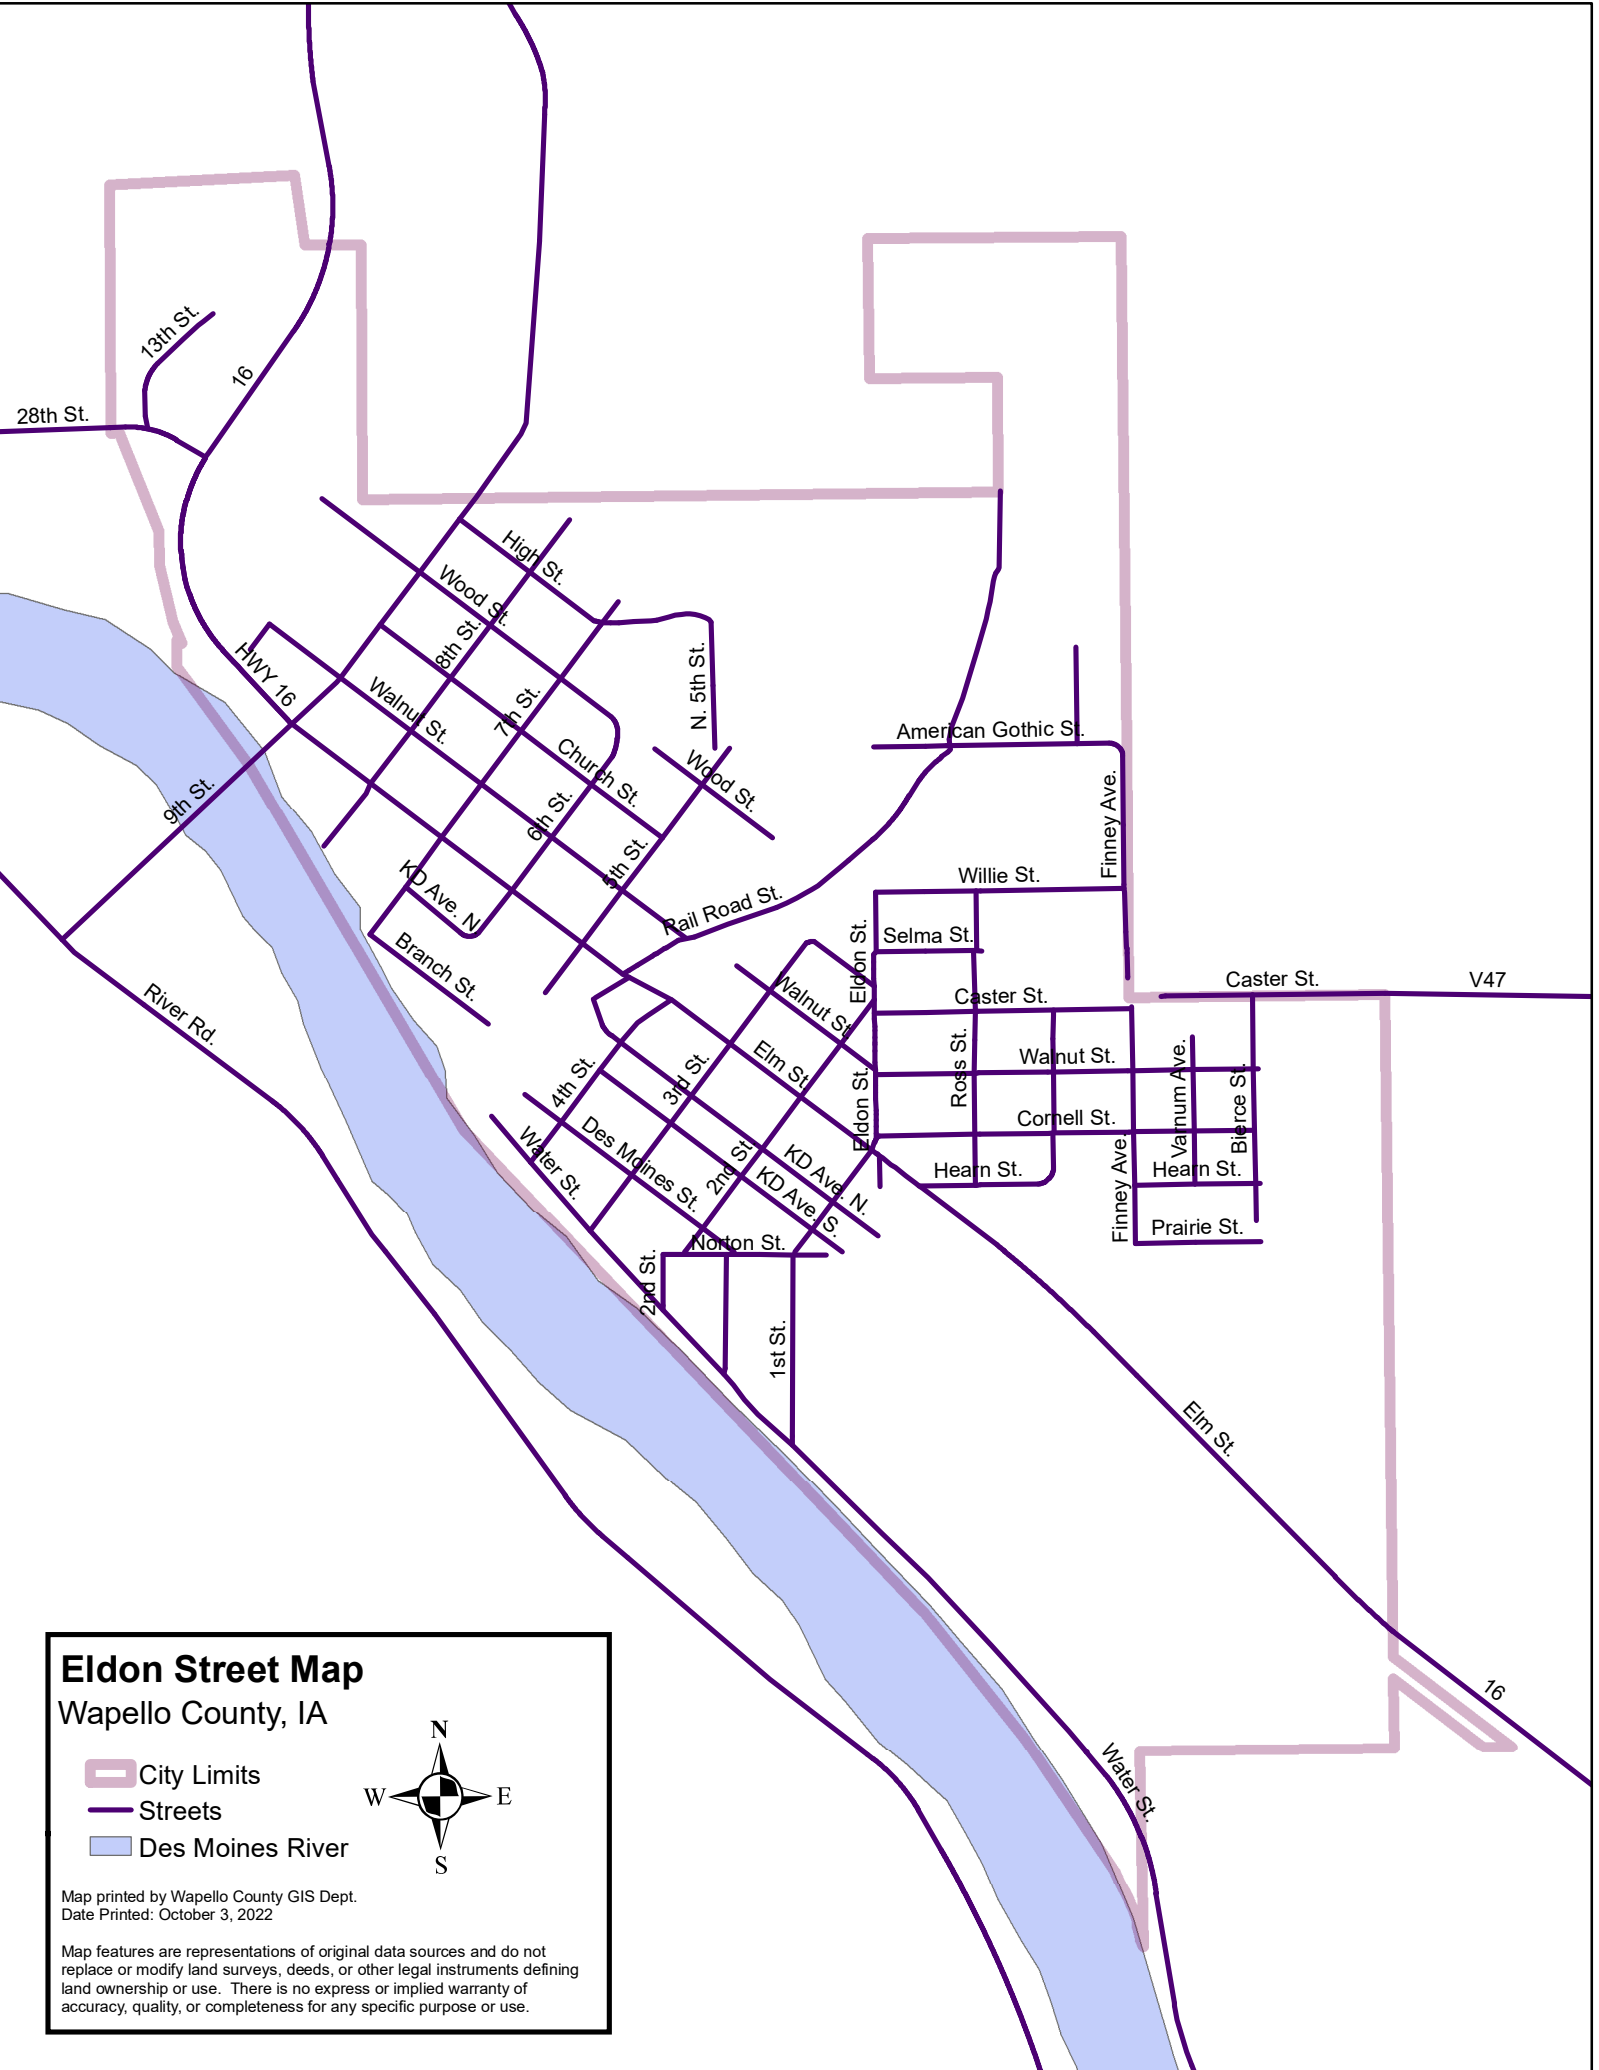 13th St.
16
28th St.
High St.
Wood St.
8th St.
HWY 16
Walnut St.
7th St.
N. 5th St.
American Gothic St.
Church St.
Wood St.
9th St.
6th St.
Finney Ave.
5th St.
KD Ave. N
Willie St.
Rail Road St.
Branch St.
Selma St.
Eldon St.
River Rd.
Walnut St.
Caster St.
Caster St.
V47
Elm St.
3rd St.
4th St.
Ross St.
Walnut St.
Varnum Ave.
Bierce St.
Eldon St.
Cornell St.
Des Moines St.
Water St.
2nd St
KD Ave. N.
KD Ave. S.
Hearn St.
Hearn St.
Finney Ave.
Prairie St.
Norton St.
2nd St.
1st St.
Elm St.
16
Water St.
Eldon Street Map
Wapello County, IA
N
W
E
S
City Limits
Streets
Des Moines River
Map printed by Wapello County GIS Dept.
Date Printed: October 3, 2022
Map features are representations of original data sources and do not
replace or modify land surveys, deeds, or other legal instruments defining
land ownership or use.  There is no express or implied warranty of
accuracy, quality, or completeness for any specific purpose or use.